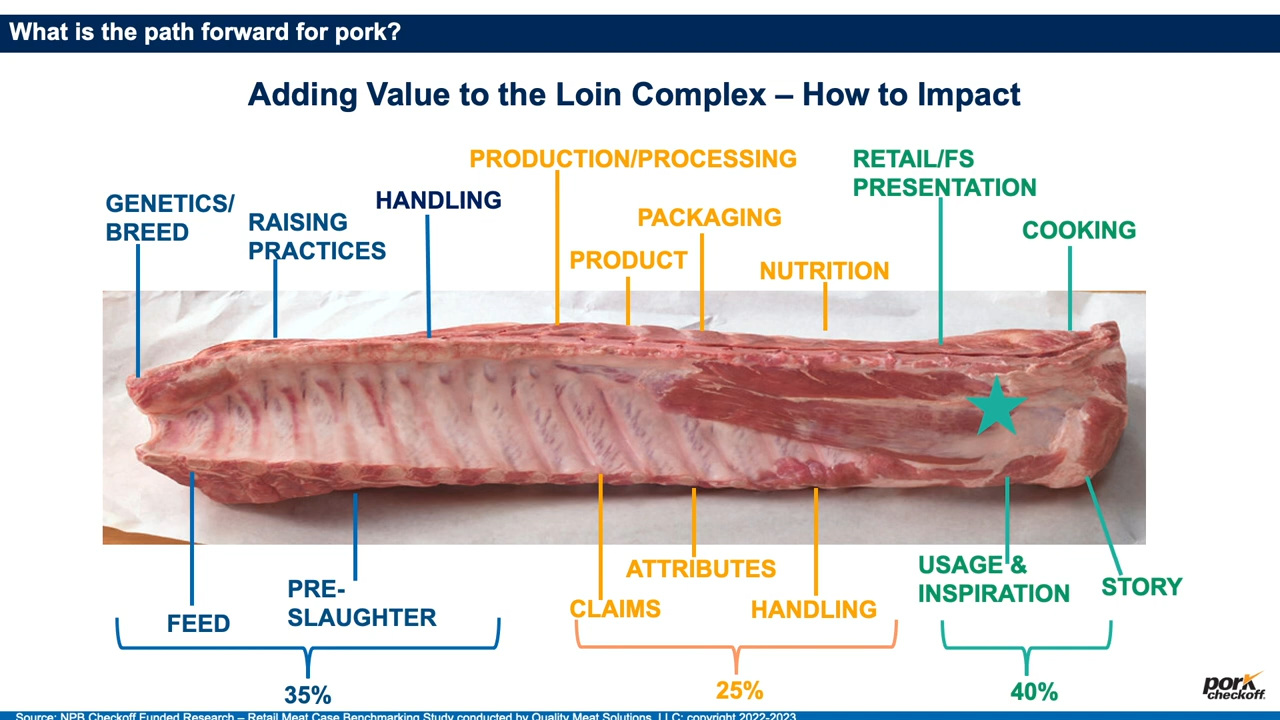 What is the path forward for pork?
Adding Value to the Loin Complex – How to Impact
PRODUCTION/PROCESSING
RETAIL/FS
PRESENTATION
GENETICS/
BREED
RAISING
PRACTICES
HANDLING
PACKAGING
COOKING
PRODUCT
NUTRITION
FEED
PRE-
SLAUGHTER
ATTRIBUTES
CLAIMS
HANDLING
USAGE &
INSPIRATION
STORY
35%
25%
40%
pork
checkoff.
Source: NPB Checkoff Funded Research – Retail Meat Case Benchmarking Study conducted by Quality Meat Solutions, LLC; copyright 2022-2023